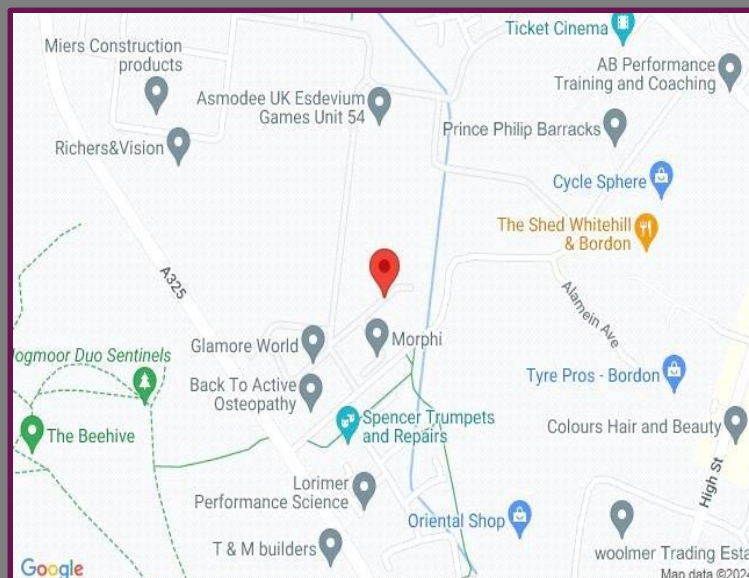 Ticket Cinema
Miers Construction
products
AB Performance
Training and Coaching
Asmodee UK Esdevium
Games Unit 54
Prince Philip Barracks
Richers&Vision
Cycle Sphere
The Shed Whitehill
& Bordon
A325
Alamein Ave
Glamore World
Morphi
logmoor Duo Sentinels
Back To Active
Osteopathy
Tyre Pros - Bordon
Spencer Trumpets
and Repairs
Colours Hair and Beauty
The Beehive
High St
Lorimer
Performance Science
Oriental Shop
T & M builders
woolmer Trading Esta
Google
Map data ©2024